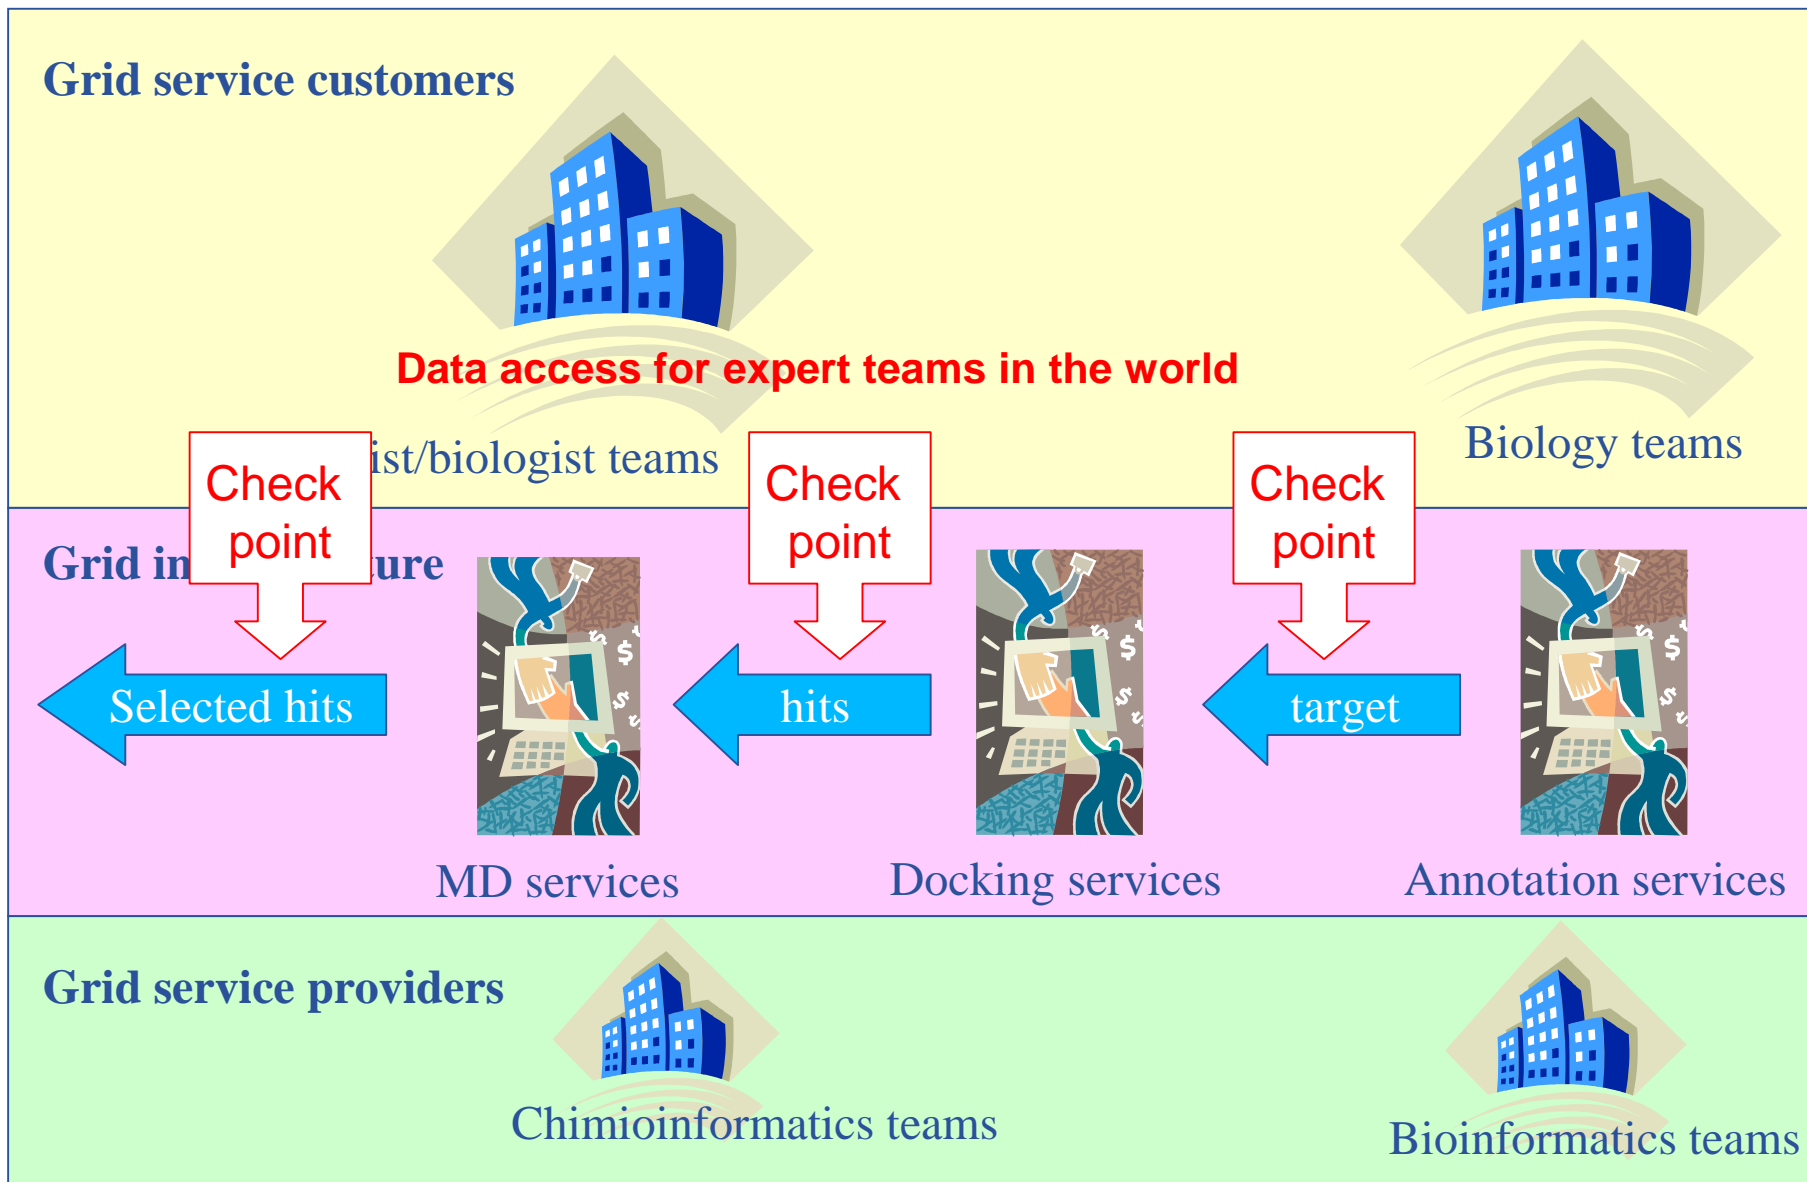 Grid service customers
Data access for expert teams in the world
ist/biologist teams
Biology teams
Check
point
Check
point
Check
point
Grid in ure
Selected hits
hits
target
MD services
Docking services
Annotation services
Grid service providers
Chimioinformatics teams
Bioinformatics teams